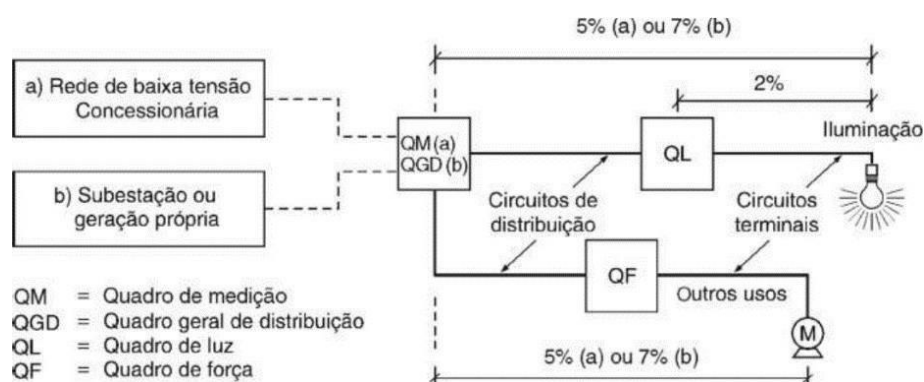 5% (a) ou 7% (b)
a) Rede de baixa tensão
Concessionária
2%
Iluminação
QM (a)
QGD (b)
QL
b) Subestação ou
geração própria
Circuitos de
distribuição
Circuitos
terminais
QF
Outros usos
M
QM = Quadro de medição
QGD = Quadro geral de distribuição
QL = Quadro de luz
QF = Quadro de força
5% (a) ou 7% (b)